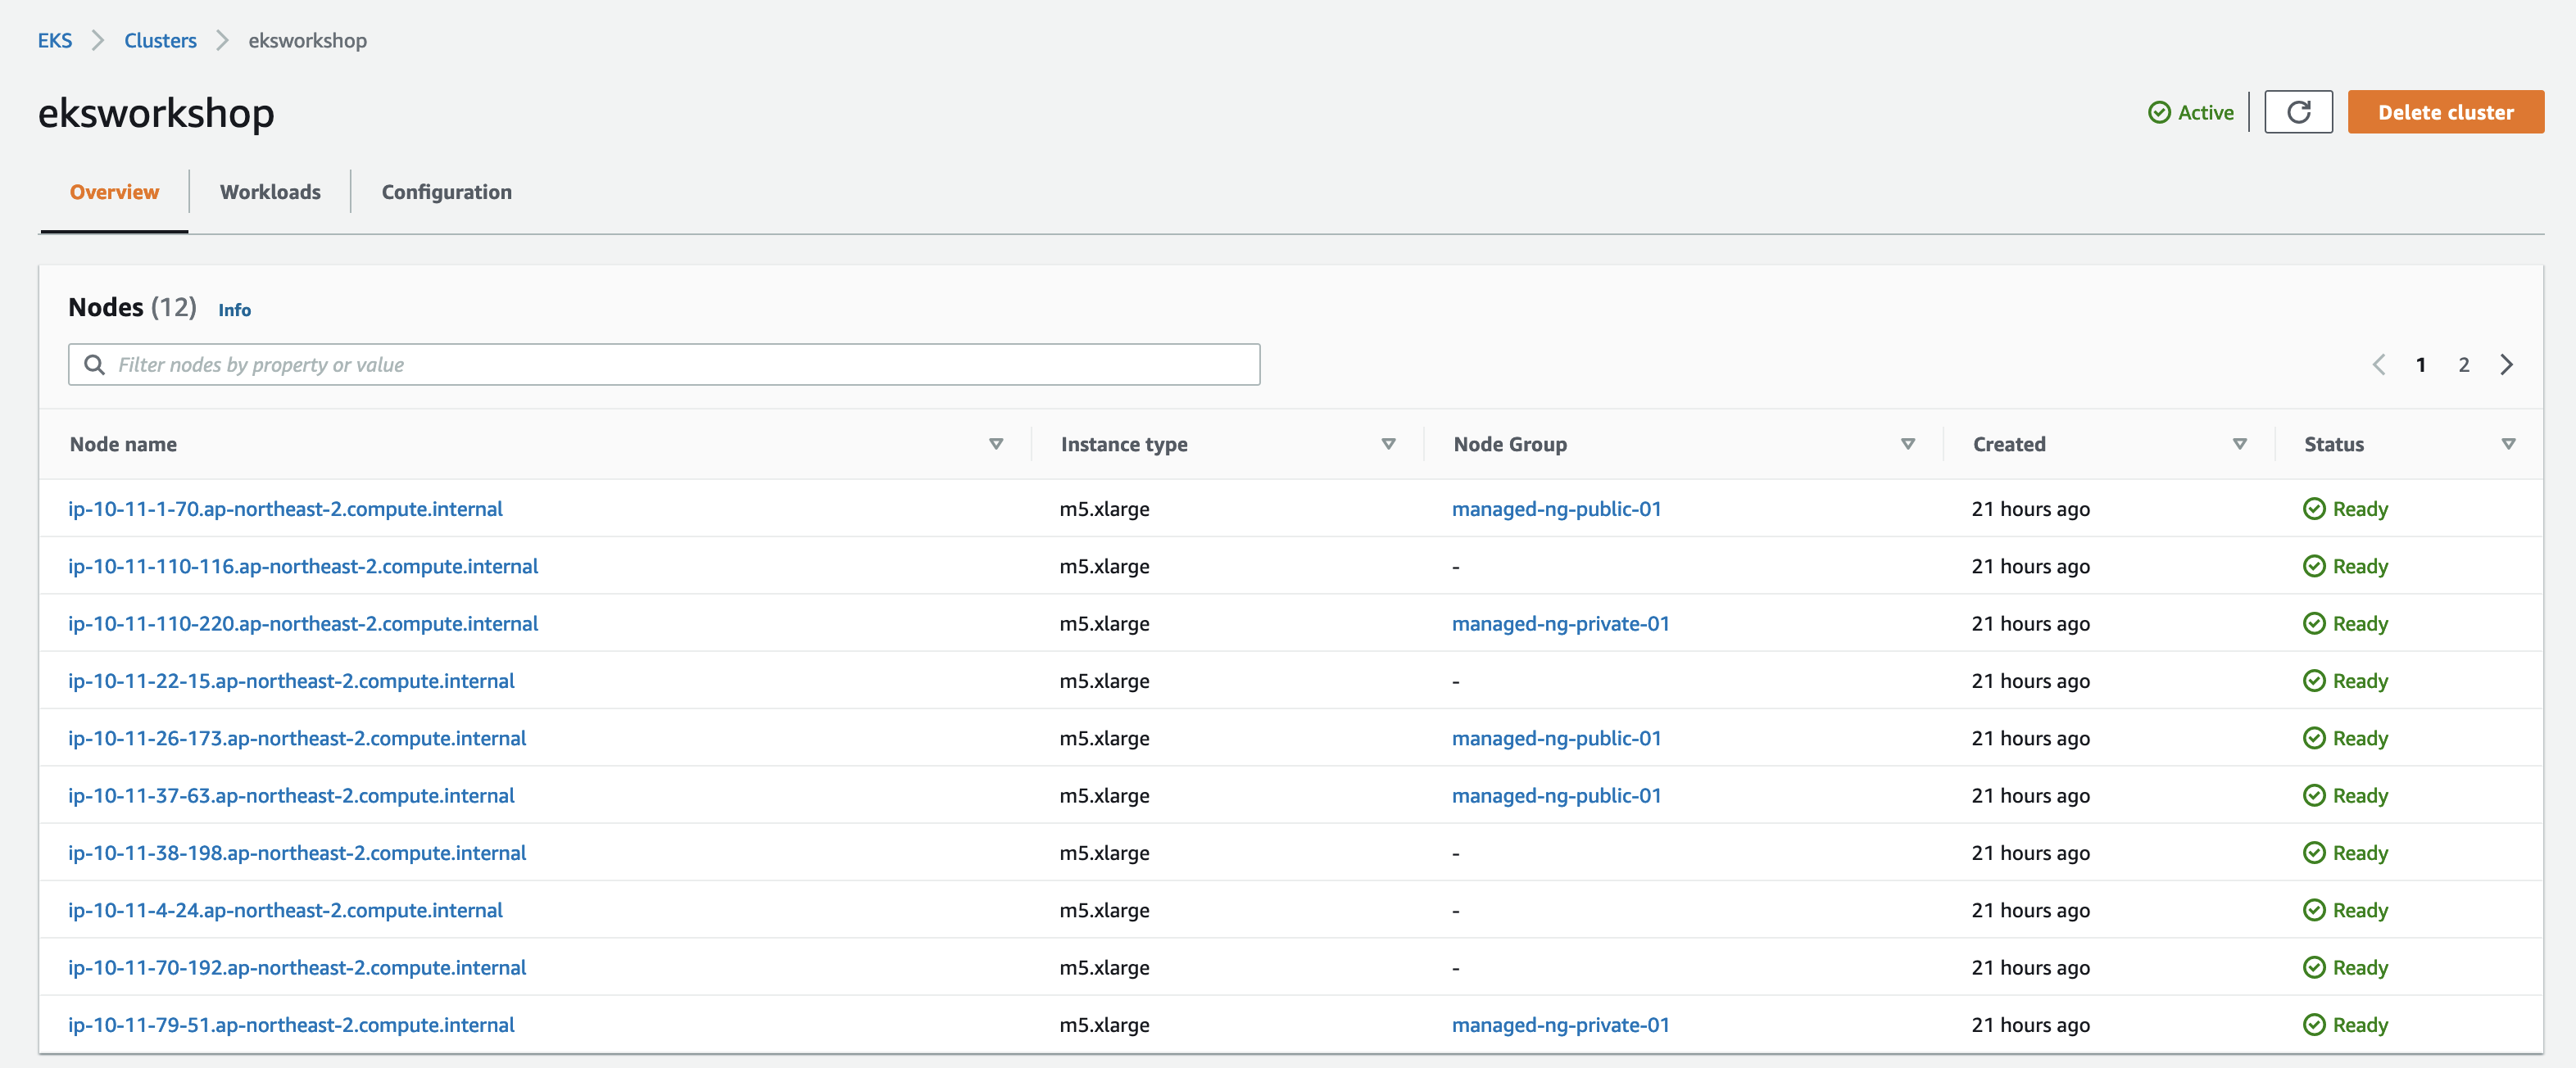 EKS > Clusters > eksworkshop
eksworkshop
Active
Delete cluster
Overview Workloads Configuration
Nodes (12) Info
Filter nodes by property or value
1 2
Node name Instance type Node Group Created Status
ip-10-11-1-70.ap-northeast-2.compute.internal m5.xlarge managed-ng-public-01 21 hours ago Ready
ip-10-11-110-116.ap-northeast-2.compute.internal m5.xlarge - 21 hours ago Ready
ip-10-11-110-220.ap-northeast-2.compute.internal m5.xlarge managed-ng-private-01 21 hours ago Ready
ip-10-11-22-15.ap-northeast-2.compute.internal m5.xlarge - 21 hours ago Ready
ip-10-11-26-173.ap-northeast-2.compute.internal m5.xlarge managed-ng-public-01 21 hours ago Ready
ip-10-11-37-63.ap-northeast-2.compute.internal m5.xlarge managed-ng-public-01 21 hours ago Ready
ip-10-11-38-198.ap-northeast-2.compute.internal m5.xlarge - 21 hours ago Ready
ip-10-11-4-24.ap-northeast-2.compute.internal m5.xlarge - 21 hours ago Ready
ip-10-11-70-192.ap-northeast-2.compute.internal m5.xlarge - 21 hours ago Ready
ip-10-11-79-51.ap-northeast-2.compute.internal m5.xlarge managed-ng-private-01 21 hours ago Ready